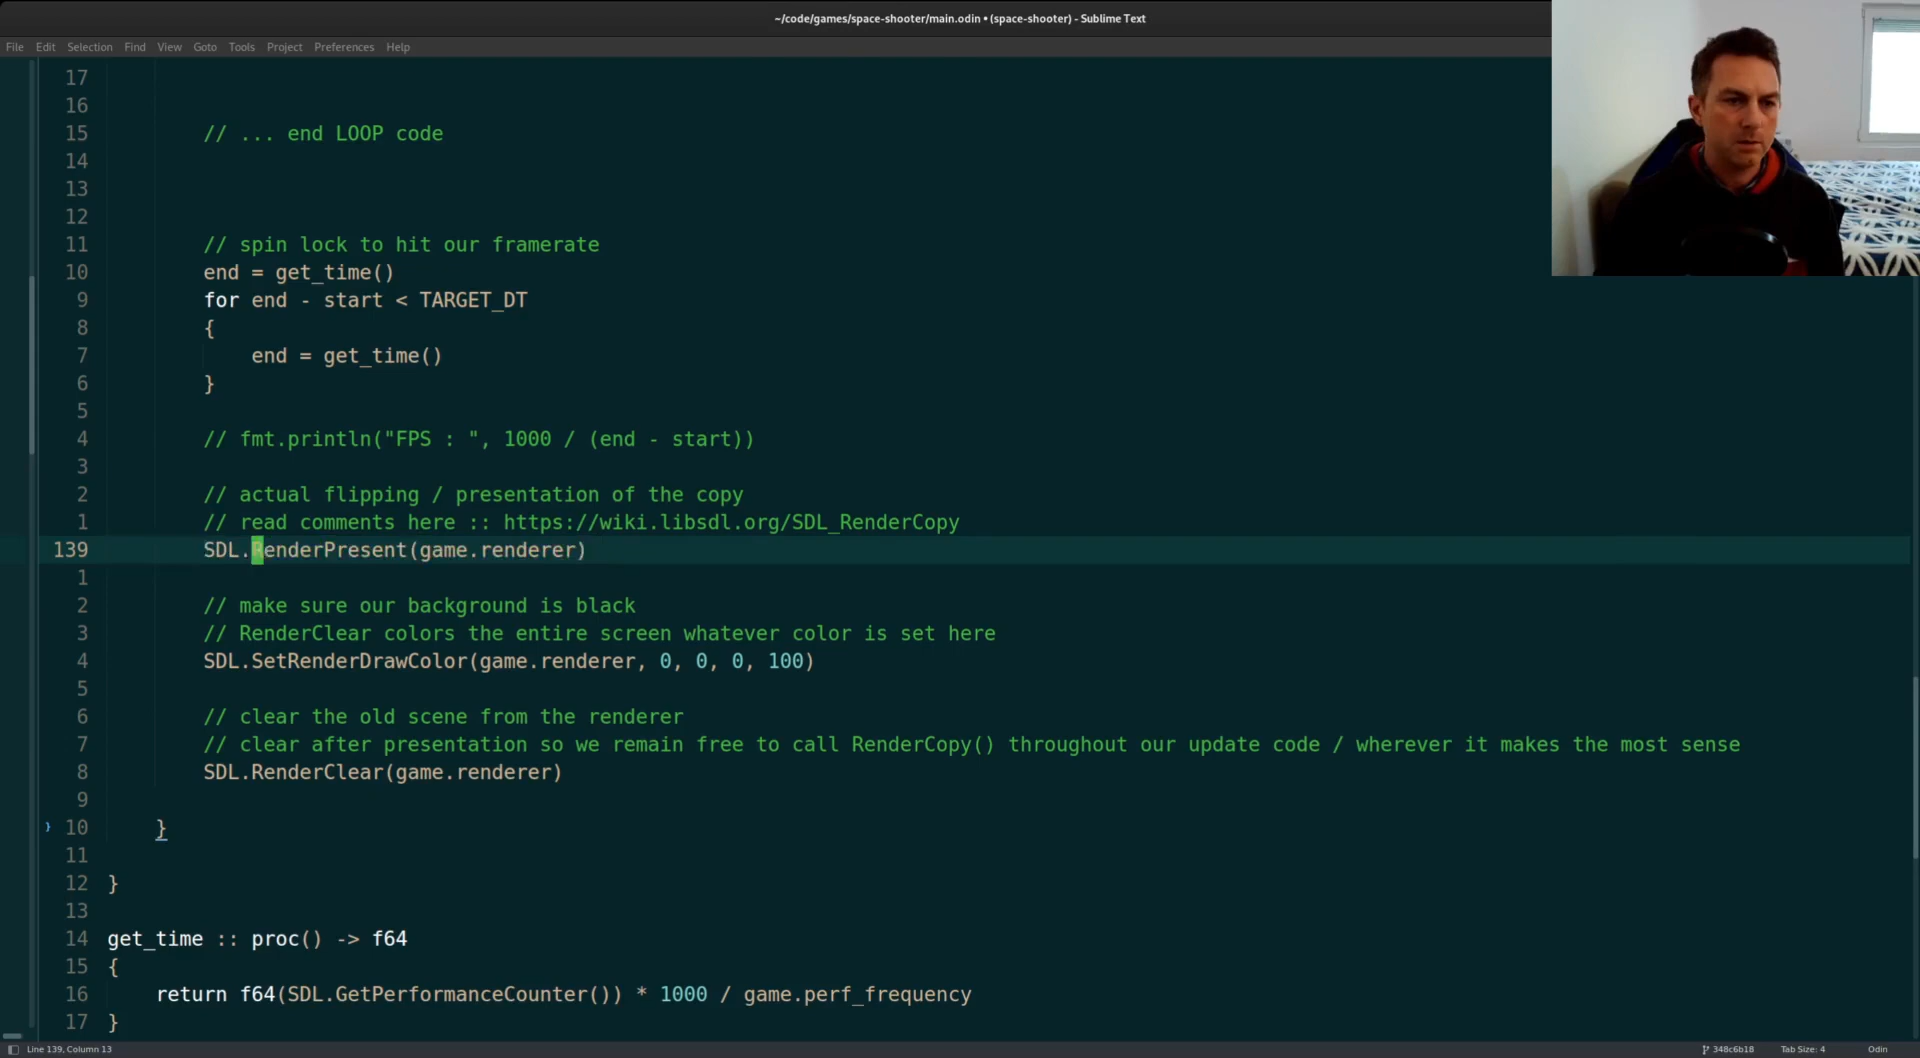 ~/code/games/space-shooter/main.odin • (space-shooter) - Sublime Text
File Edit Selection Find View Goto Tools Project Preferences Help
17
16
15 // ... end LOOP code
14
13
12
11 // spin lock to hit our framerate
10 end = get_time()
9 for end - start < TARGET_DT
8 {
7 end = get_time()
6 }
5
4 // fmt.println("FPS : ", 1000 / (end - start))
3
2 // actual flipping / presentation of the copy
1 // read comments here :: https://wiki.libsdl.org/SDL_RenderCopy
139 SDL.RenderPresent(game.renderer)
1
2 // make sure our background is black
3 // RenderClear colors the entire screen whatever color is set here
4 SDL.SetRenderDrawColor(game.renderer, 0, 0, 0, 100)
5
6 // clear the old scene from the renderer
7 // clear after presentation so we remain free to call RenderCopy() throughout our update code / wherever it makes the most sense
8 SDL.RenderClear(game.renderer)
9
} 10 }
11
12 }
13
14 get_time :: proc() -> f64
15 {
16 return f64(SDL.GetPerformanceCounter()) * 1000 / game.perf_frequency
17 }
Line 139, Column 13
348c6b18 Tab Size: 4 Odin